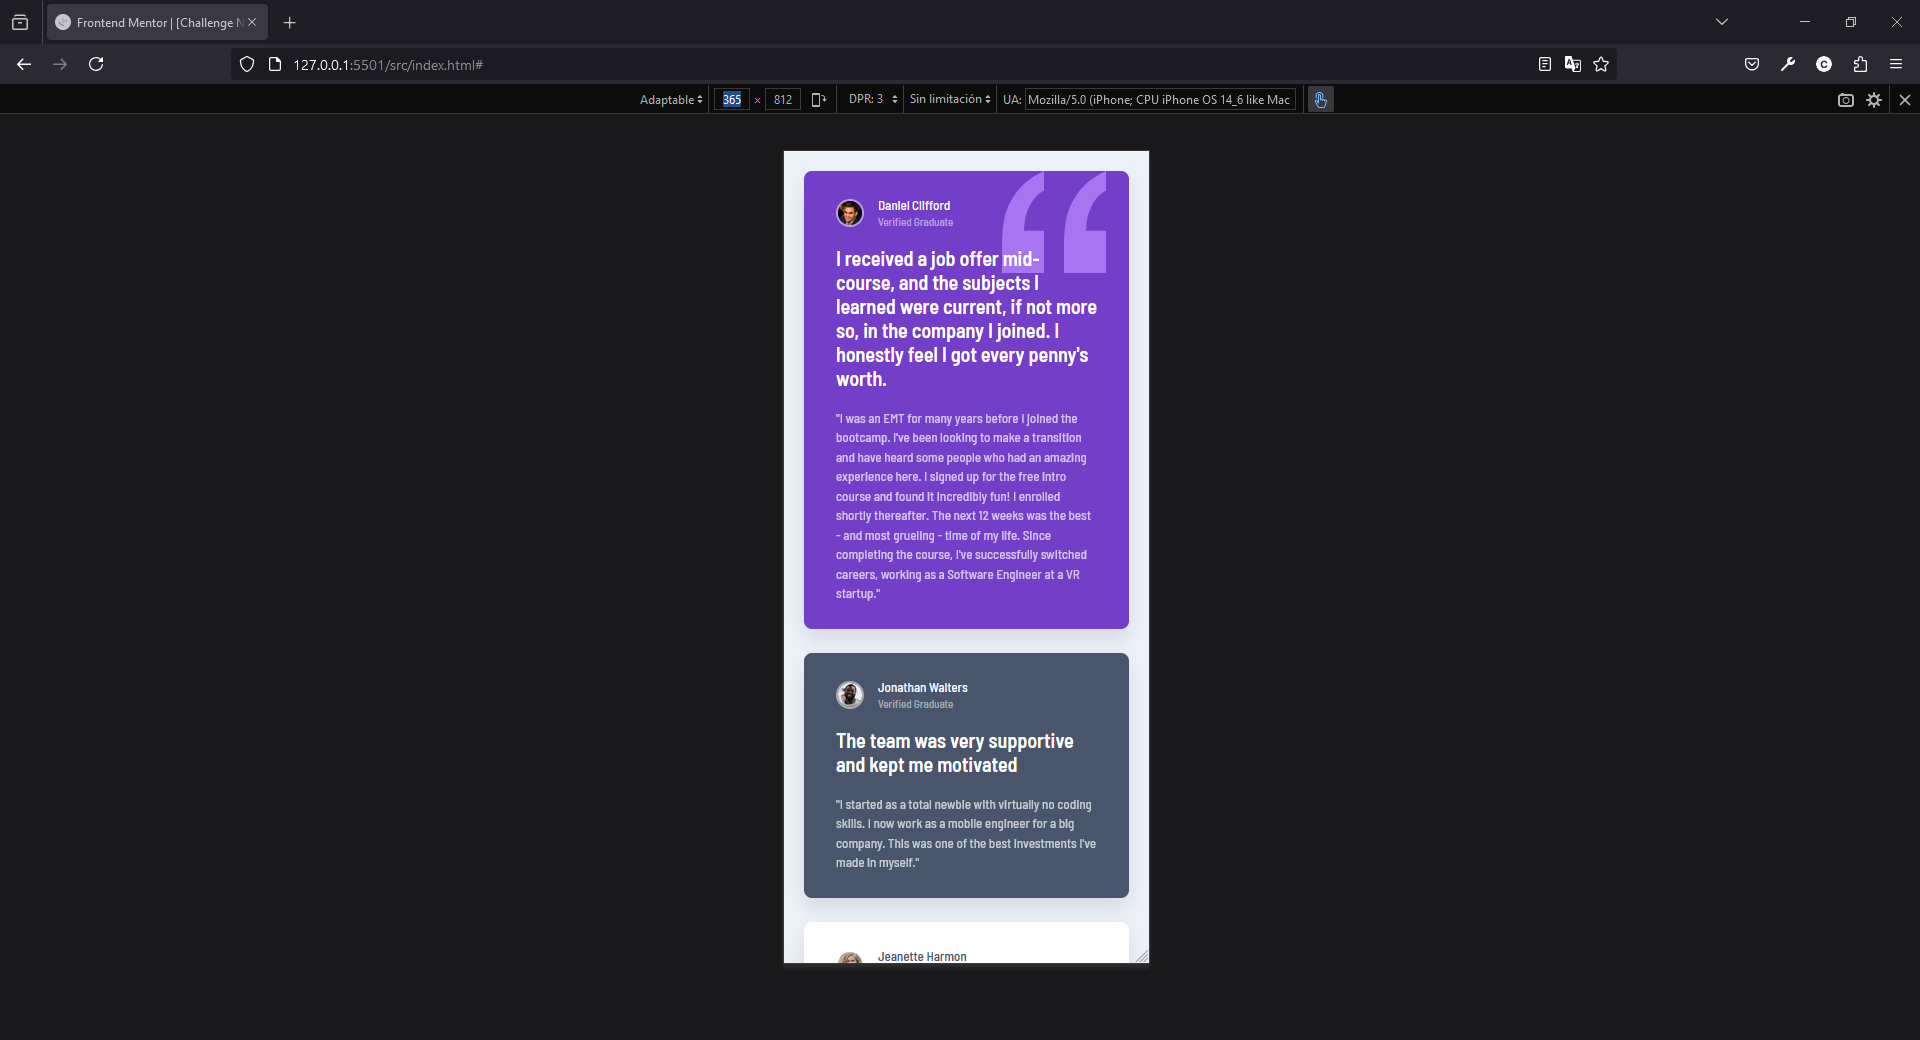 Frontend Mentor | [Challenge N
127.0.0.1:5501/src/index.html#
Adaptable 365 × 812 DPR: 3 Sin limitación UA: Mozilla/5.0 (iPhone; CPU iPhone OS 14_6 like Mac
Daniel Clifford
Verified Graduate
I received a job offer mid-
course, and the subjects I
learned were current, if not more
so, in the company I joined. I
honestly feel I got every penny's
worth.
"I was an EMT for many years before I joined the
bootcamp. I've been looking to make a transition
and have heard some people who had an amazing
experience here. I signed up for the free intro
course and found it incredibly fun! I enrolled
shortly thereafter. The next 12 weeks was the best
- and most grueling - time of my life. Since
completing the course, I've successfully switched
careers, working as a Software Engineer at a VR
startup."
Jonathan Walters
Verified Graduate
The team was very supportive
and kept me motivated
"I started as a total newbie with virtually no coding
skills. I now work as a mobile engineer for a big
company. This was one of the best investments I've
made in myself."
Jeanette Harmon